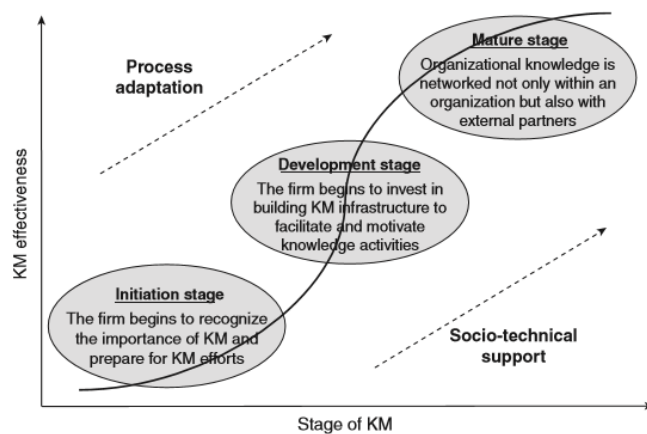 Mature stage
Organizational knowledge is
networked not only within an
organization but also with
external partners
Process
adaptation
Development stage
The firm begins to invest in
building KM infrastructure to
facilitate and motivate
knowledge activities
KM effectiveness
Initiation stage
The firm begins to recognize
the importance of KM and
prepare for KM efforts
Socio-technical
support
Stage of KM